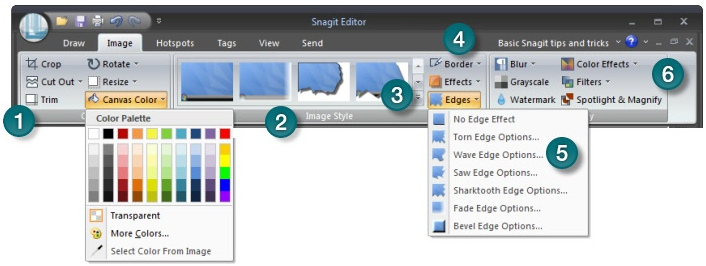 Snagit Editor
Draw Image Hotspots Tags View Send Basic Snagit tips and tricks ?
Crop Rotate
Cut Out Resize
Trim Canvas Color
Border
Effects
Edges
Blur Color Effects
Grayscale Filters
Watermark Spotlight & Magnify
Image Style
1
2
3
4
5
6
Color Palette
Transparent
More Colors...
Select Color From Image
No Edge Effect
Torn Edge Options...
Wave Edge Options...
Saw Edge Options...
Sharktooth Edge Options...
Fade Edge Options...
Bevel Edge Options...